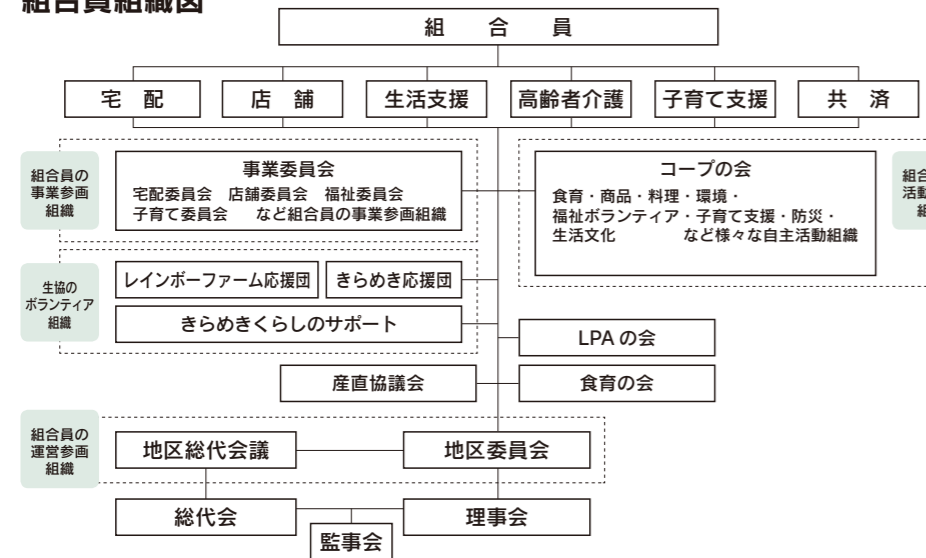 組合員組織図
組　合　員
宅　配
店　舗
生活支援
高齢者介護
子育て支援
共　済
組合員の
事業参画
組織
事業委員会
宅配委員会　店舗委員会　福祉委員会
子育て委員会　など組合員の事業参画組織
コープの会
食育・商品・料理・環境・
福祉ボランティア・子育て支援・防災・
生活文化　など様々な自主活動組織
組合
活動
組
生協の
ボランティア
組織
レインボーファーム応援団
きらめき応援団
きらめきくらしのサポート
LPAの会
産直協議会
食育の会
組合員の
運営参画
組織
地区総代会議
地区委員会
総代会
理事会
監事会